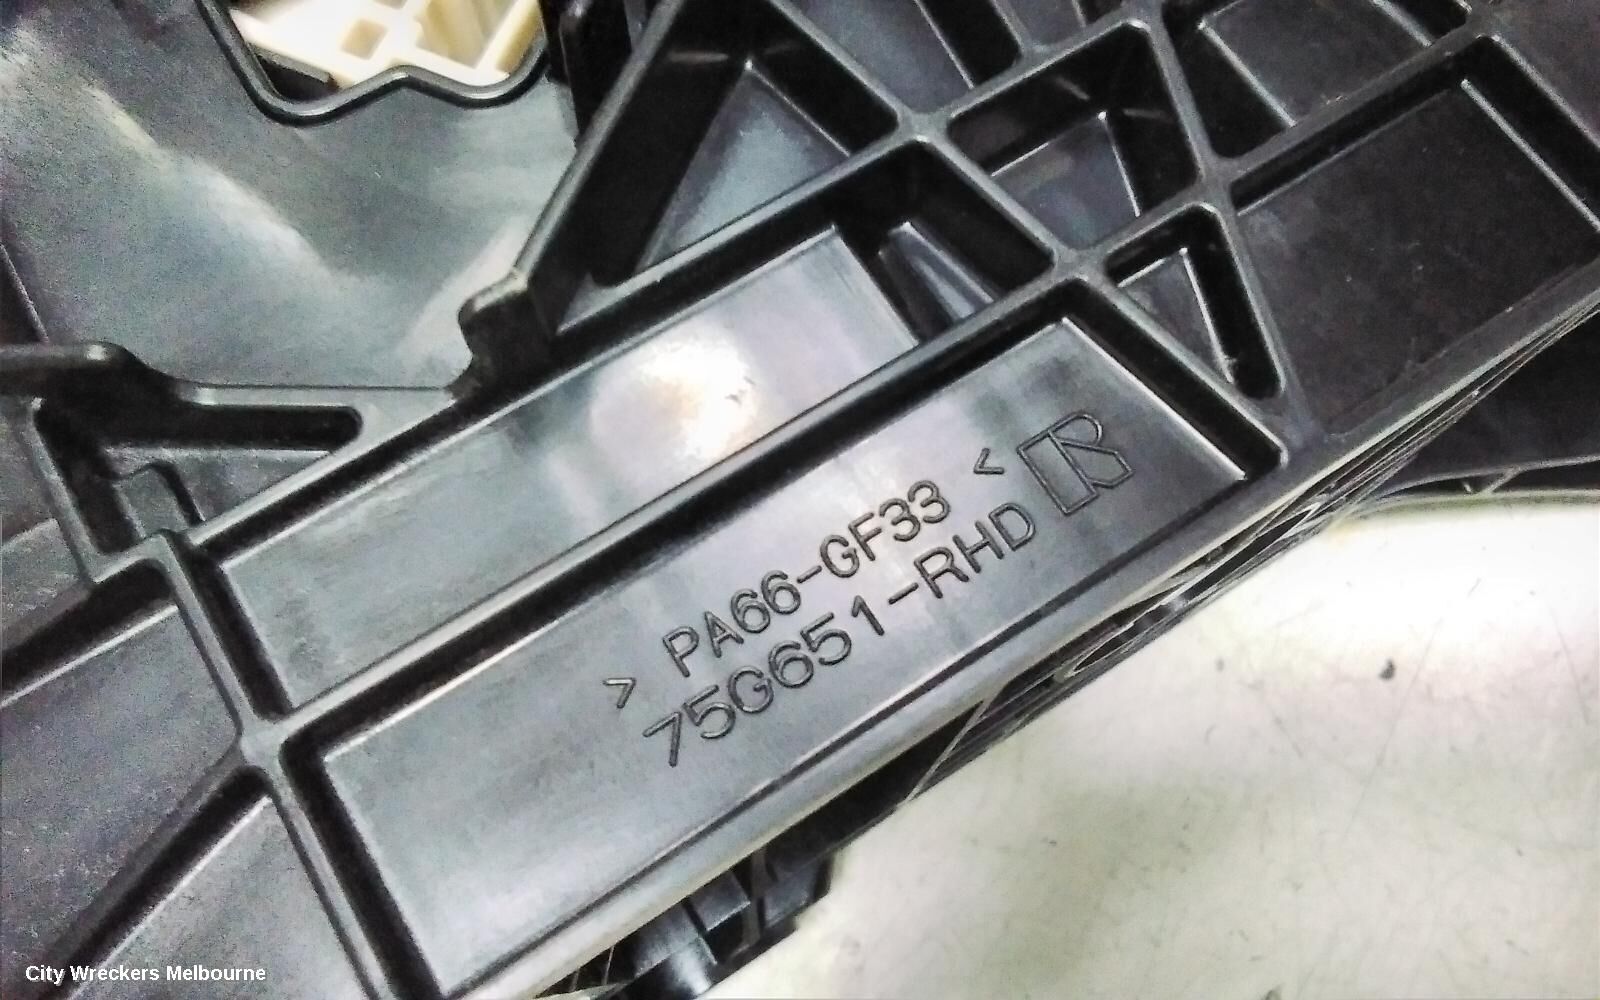 > PA66-GF33 <
75G651-RHD
City Wreckers Melbourne